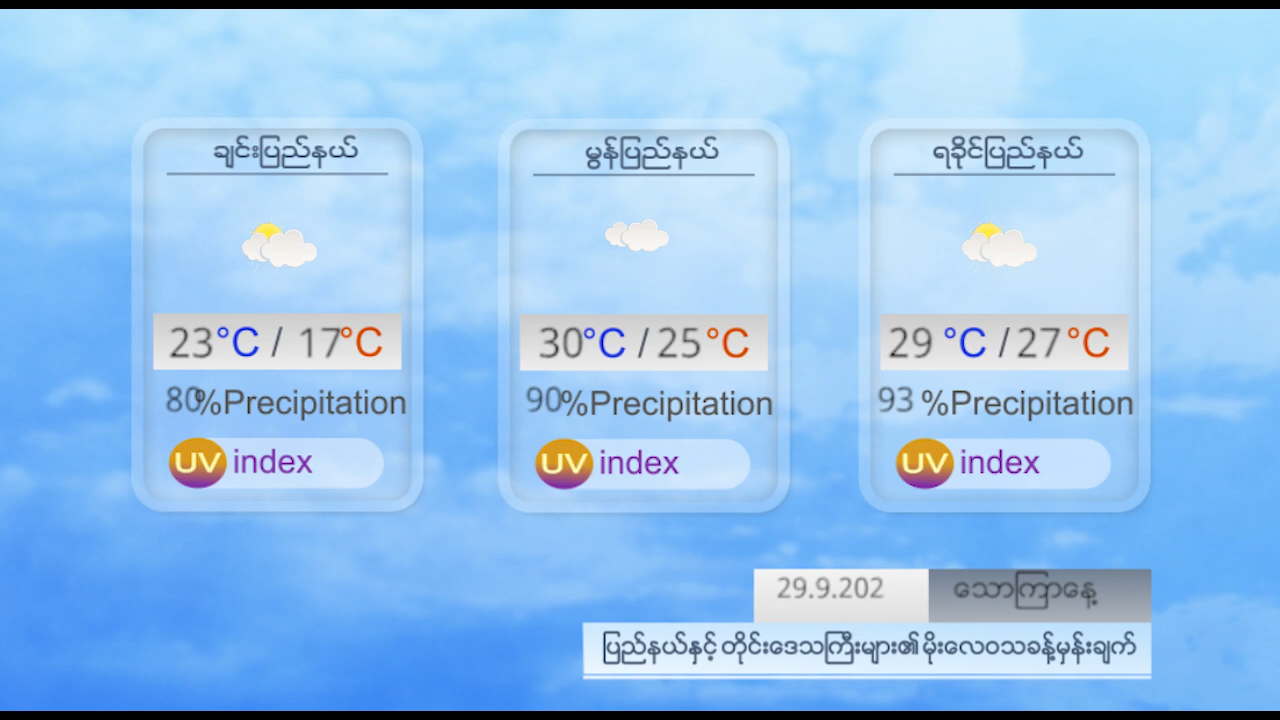 ချင်းပြည်နယ်
23°C / 17°C
80%Precipitation
UV index
မွန်ပြည်နယ်
30°C / 25°C
90%Precipitation
UV index
ရခိုင်ပြည်နယ်
29 °C / 27°C
93 %Precipitation
UV index
29.9.202 သောကြာနေ့
ပြည်နယ်နှင့် တိုင်းဒေသကြီးများ၏ မိုးလေဝသခန့်မှန်းချက်